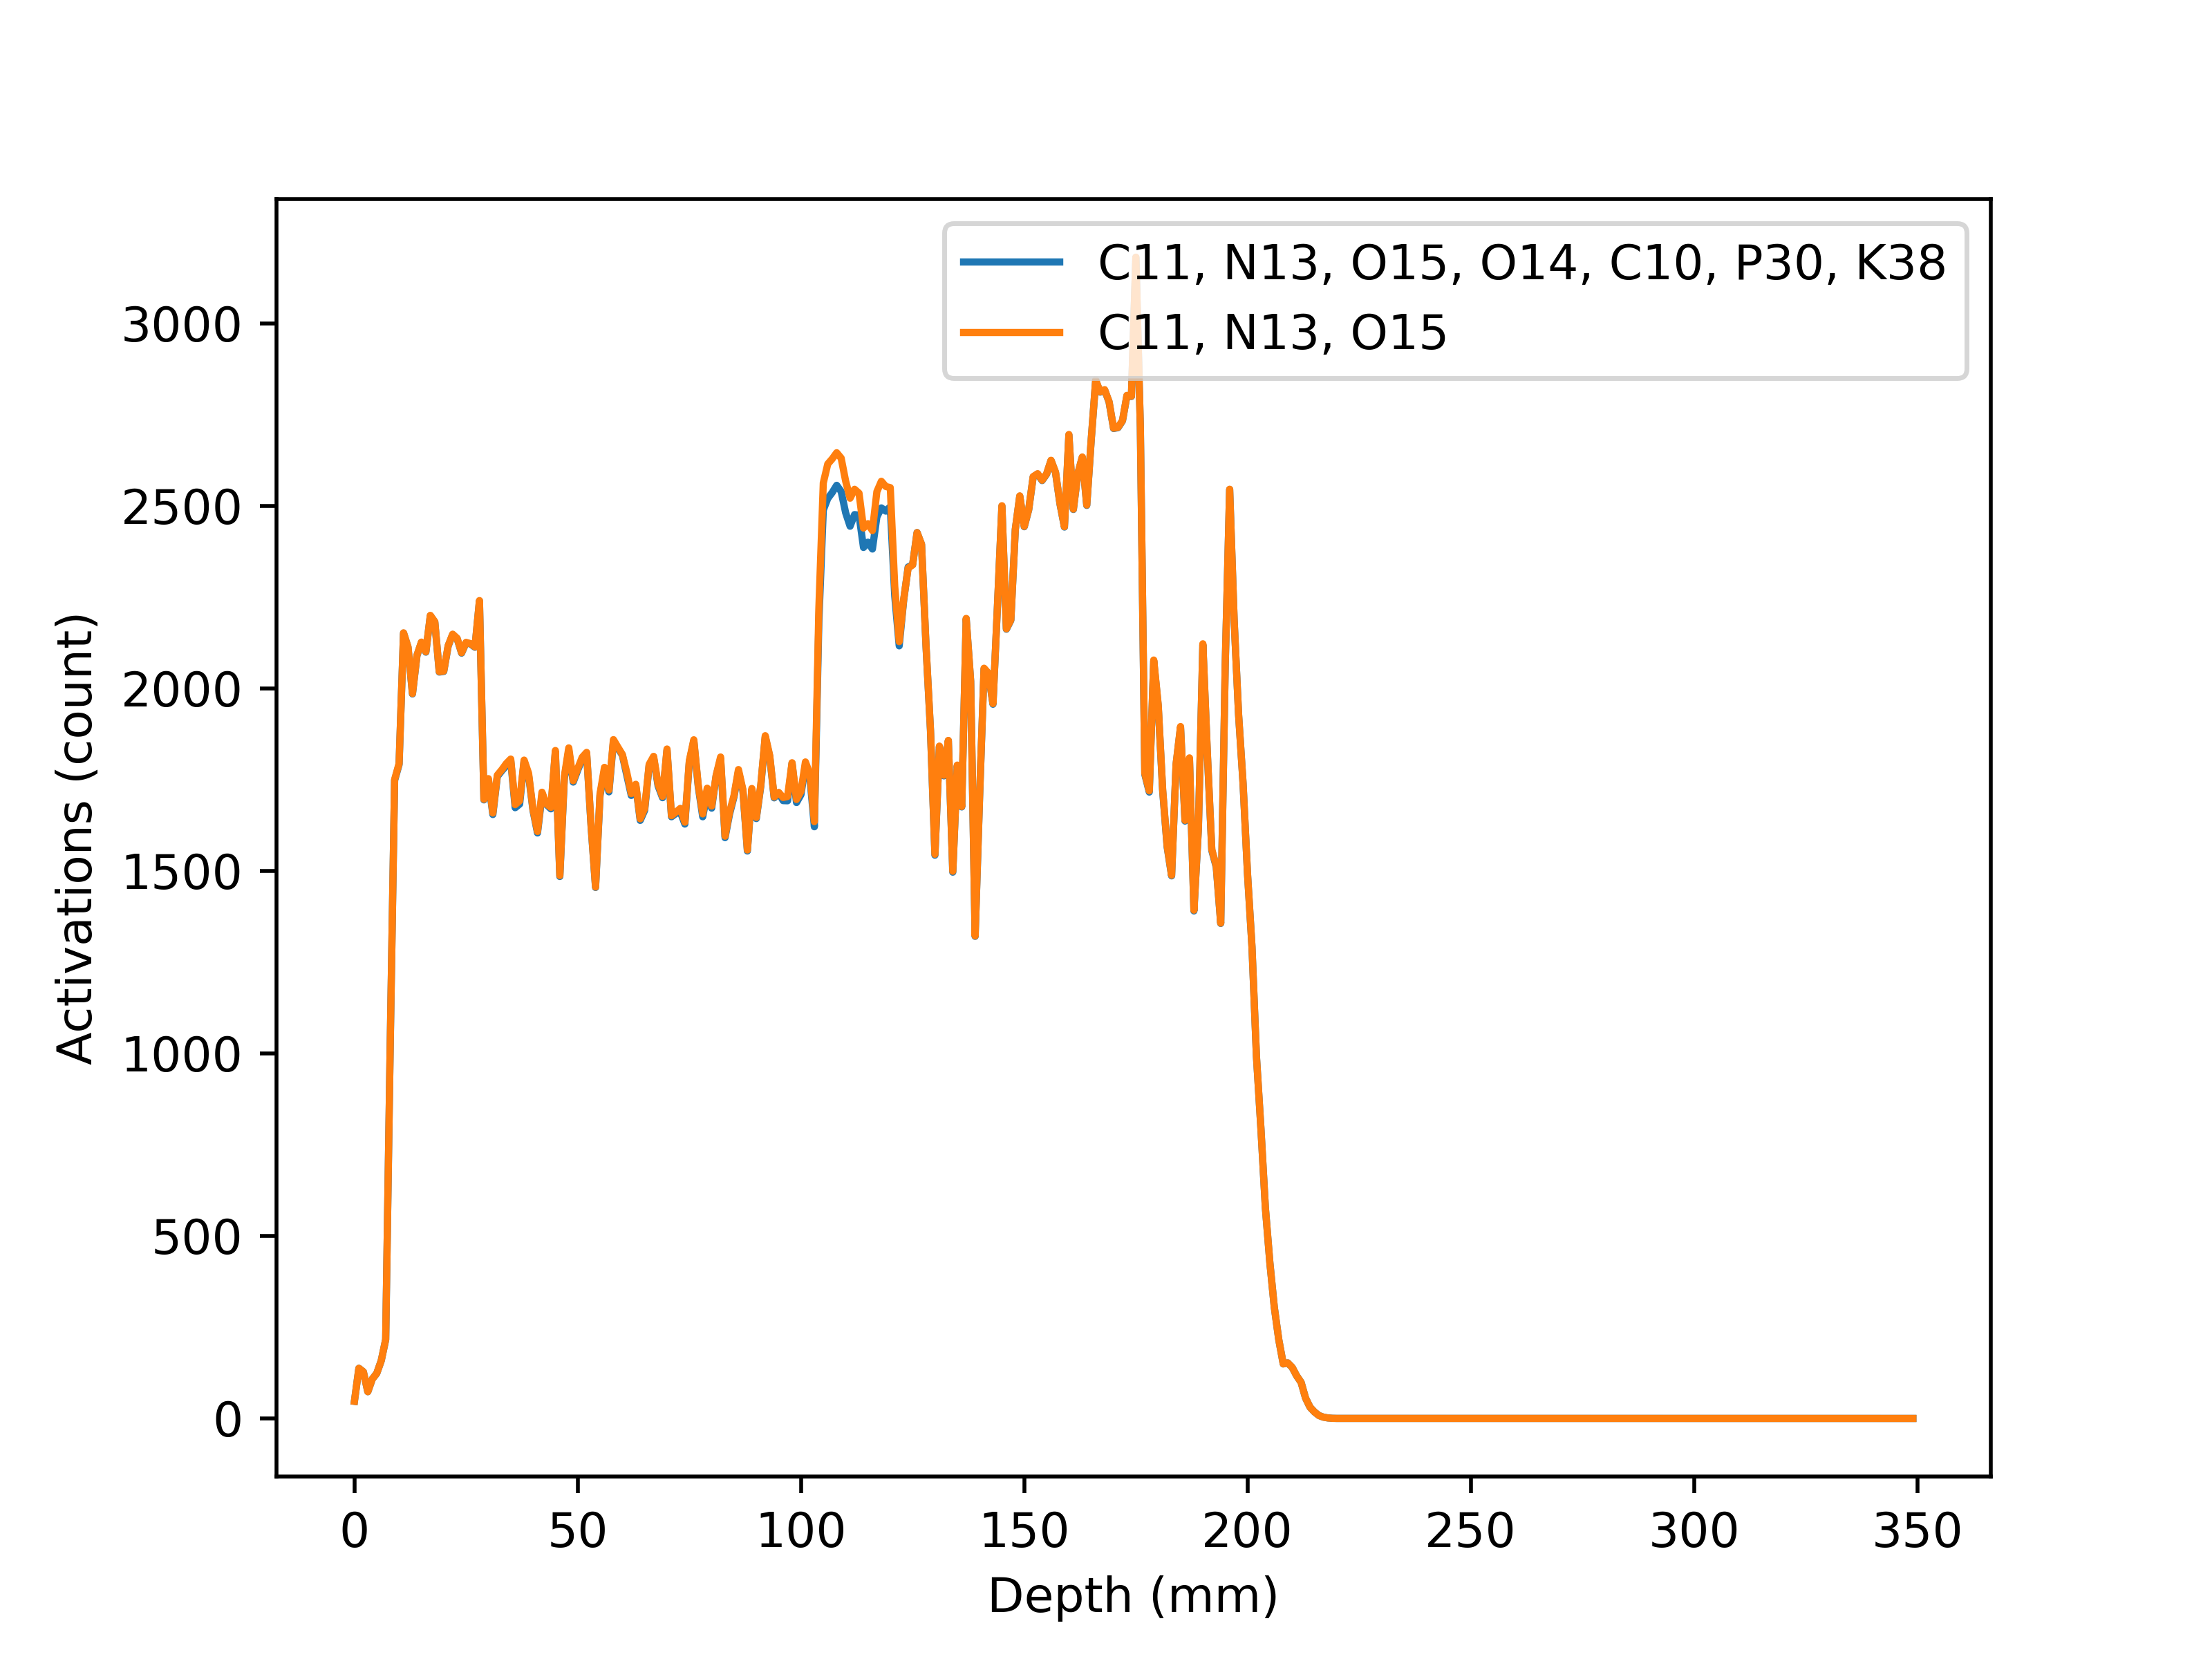 C11, N13, O15, O14, C10, P30, K38
C11, N13, O15
3000
2500
2000
1500
1000
500
0
Activations (count)
0 50 100 150 200 250 300 350
Depth (mm)